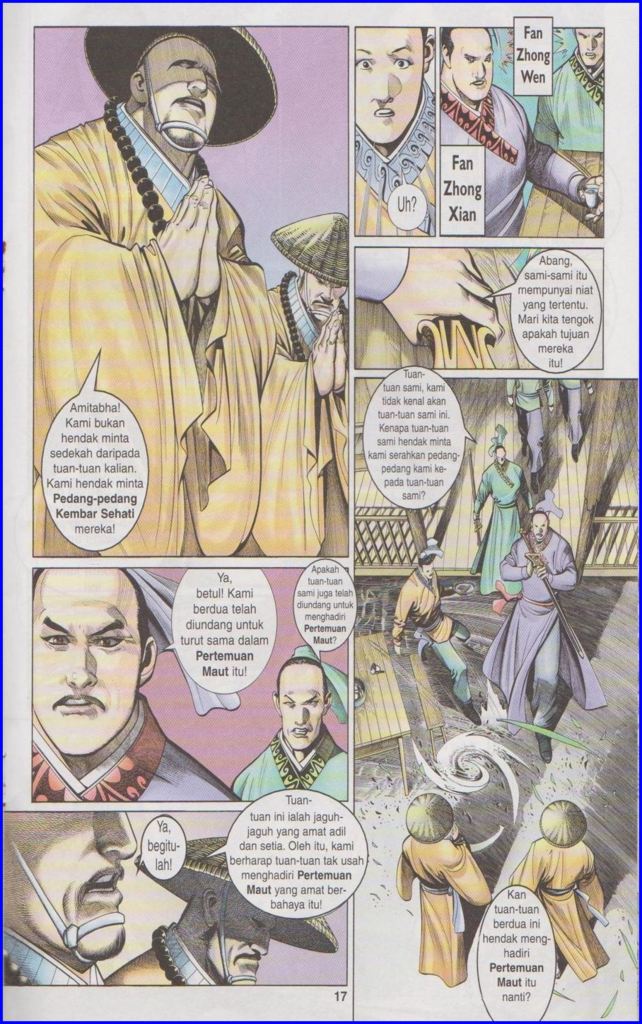 Amitabha!
Kami bukan
hendak minta
sedekah daripada
tuan-tuan kalian.
Kami hendak minta
Pedang-pedang
Kembar Sehati
mereka!
Uh?
Fan
Zhong
Wen
Fan
Zhong
Xian
Abang,
sami-sami itu
mempunyai niat
yang tertentu.
Mari kita tengok
apakah tujuan
mereka
itu!
Tuan-
tuan sami, kami
tidak kenal akan
tuan-tuan sami ini.
Kenapa tuan-tuan
sami hendak minta
kami serahkan pedang-
pedang kami ke-
pada tuan-tuan
sami?
Kan
tuan-tuan
berdua ini
hendak meng-
hadiri
Pertemuan
Maut itu
nanti?
Ya,
betul! Kami
berdua telah
diundang untuk
turut sama dalam
Pertemuan
Maut itu!
Apakah
tuan-tuan
sami juga telah
diundang untuk
menghadiri
Pertemuan
Maut?
Ya,
begitu-
lah!
Tuan-
tuan ini ialah jaguh-
jaguh yang amat adil
dan setia. Oleh itu, kami
berharap tuan-tuan tak usah
menghadiri Pertemuan
Maut yang amat ber-
bahaya itu!
17